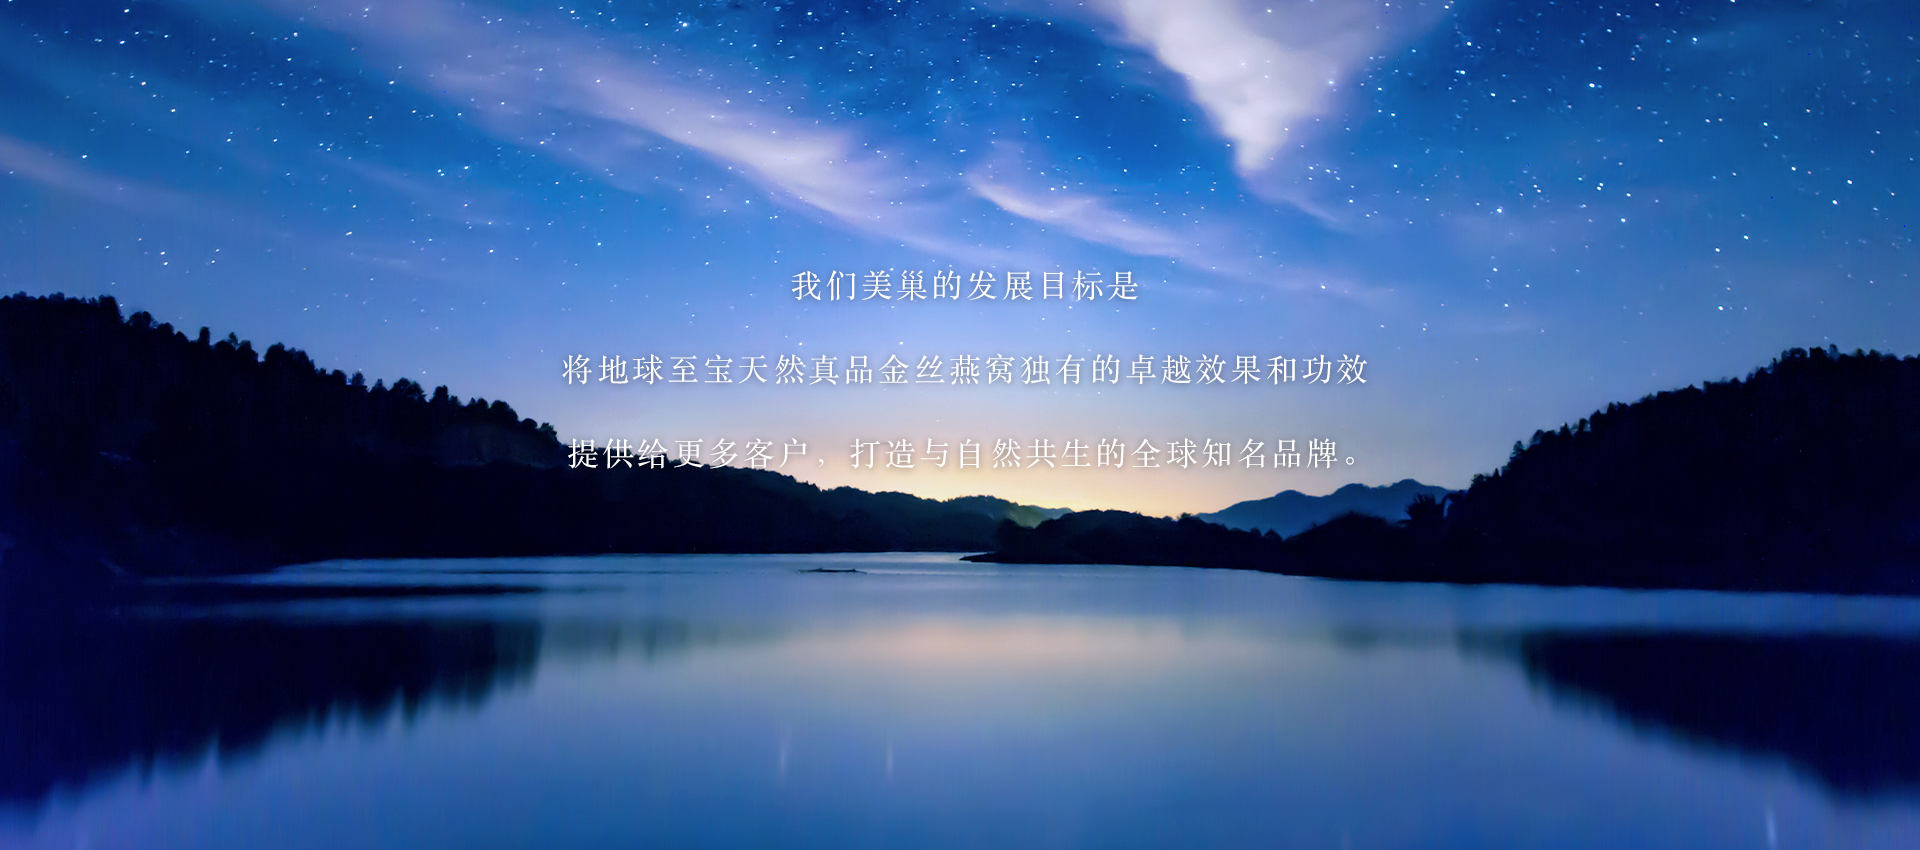 我们美巢的发展目标是
将地球至宝天然真品金丝燕窝独有的卓越效果和功效
提供给更多客户，打造与自然共生的全球知名品牌。